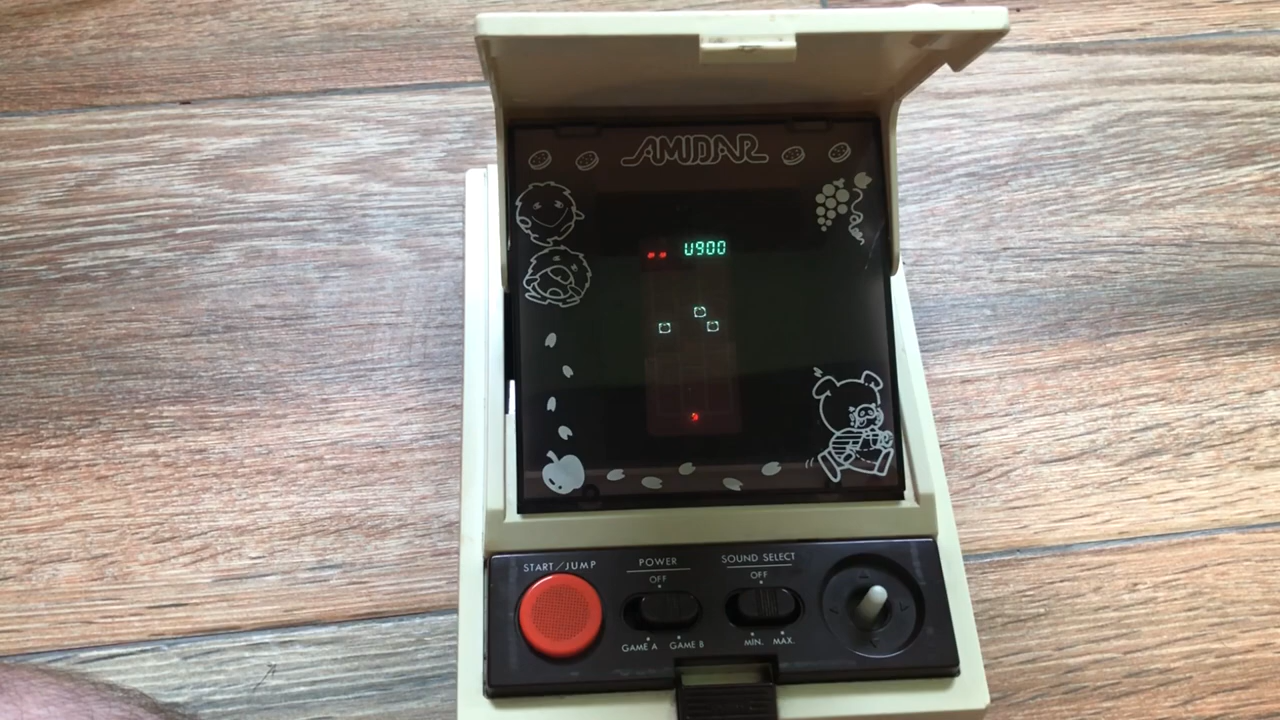 AMIDAR
U900
START/JUMP
POWER
OFF
GAME A
GAME B
SOUND SELECT
OFF
MIN.
MAX.